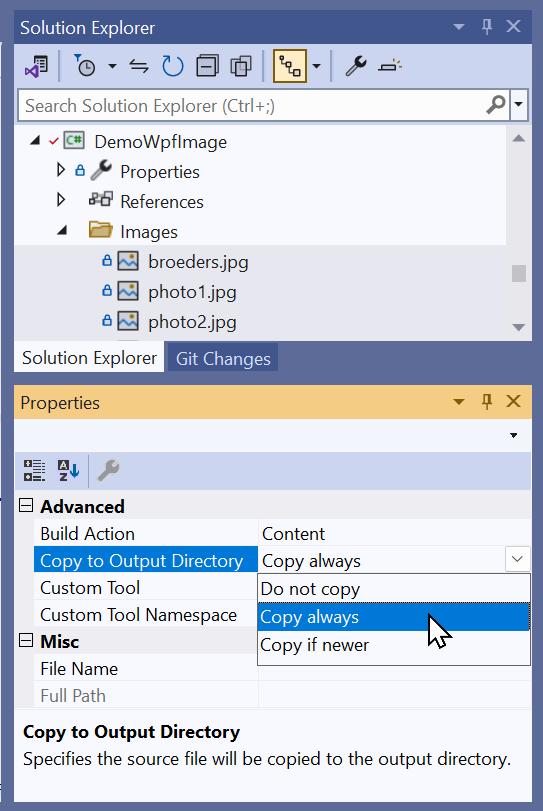 Solution Explorer
Search Solution Explorer (Ctrl+;)
C# DemoWpfImage
Properties
References
Images
broeders.jpg
photo1.jpg
photo2.jpg
Solution Explorer Git Changes
Properties
A Z
Advanced
Build Action Content
Copy to Output Directory Copy always
Custom Tool Do not copy
Custom Tool Namespace Copy always
Misc Copy if newer
File Name
Full Path
Copy to Output Directory
Specifies the source file will be copied to the output directory.